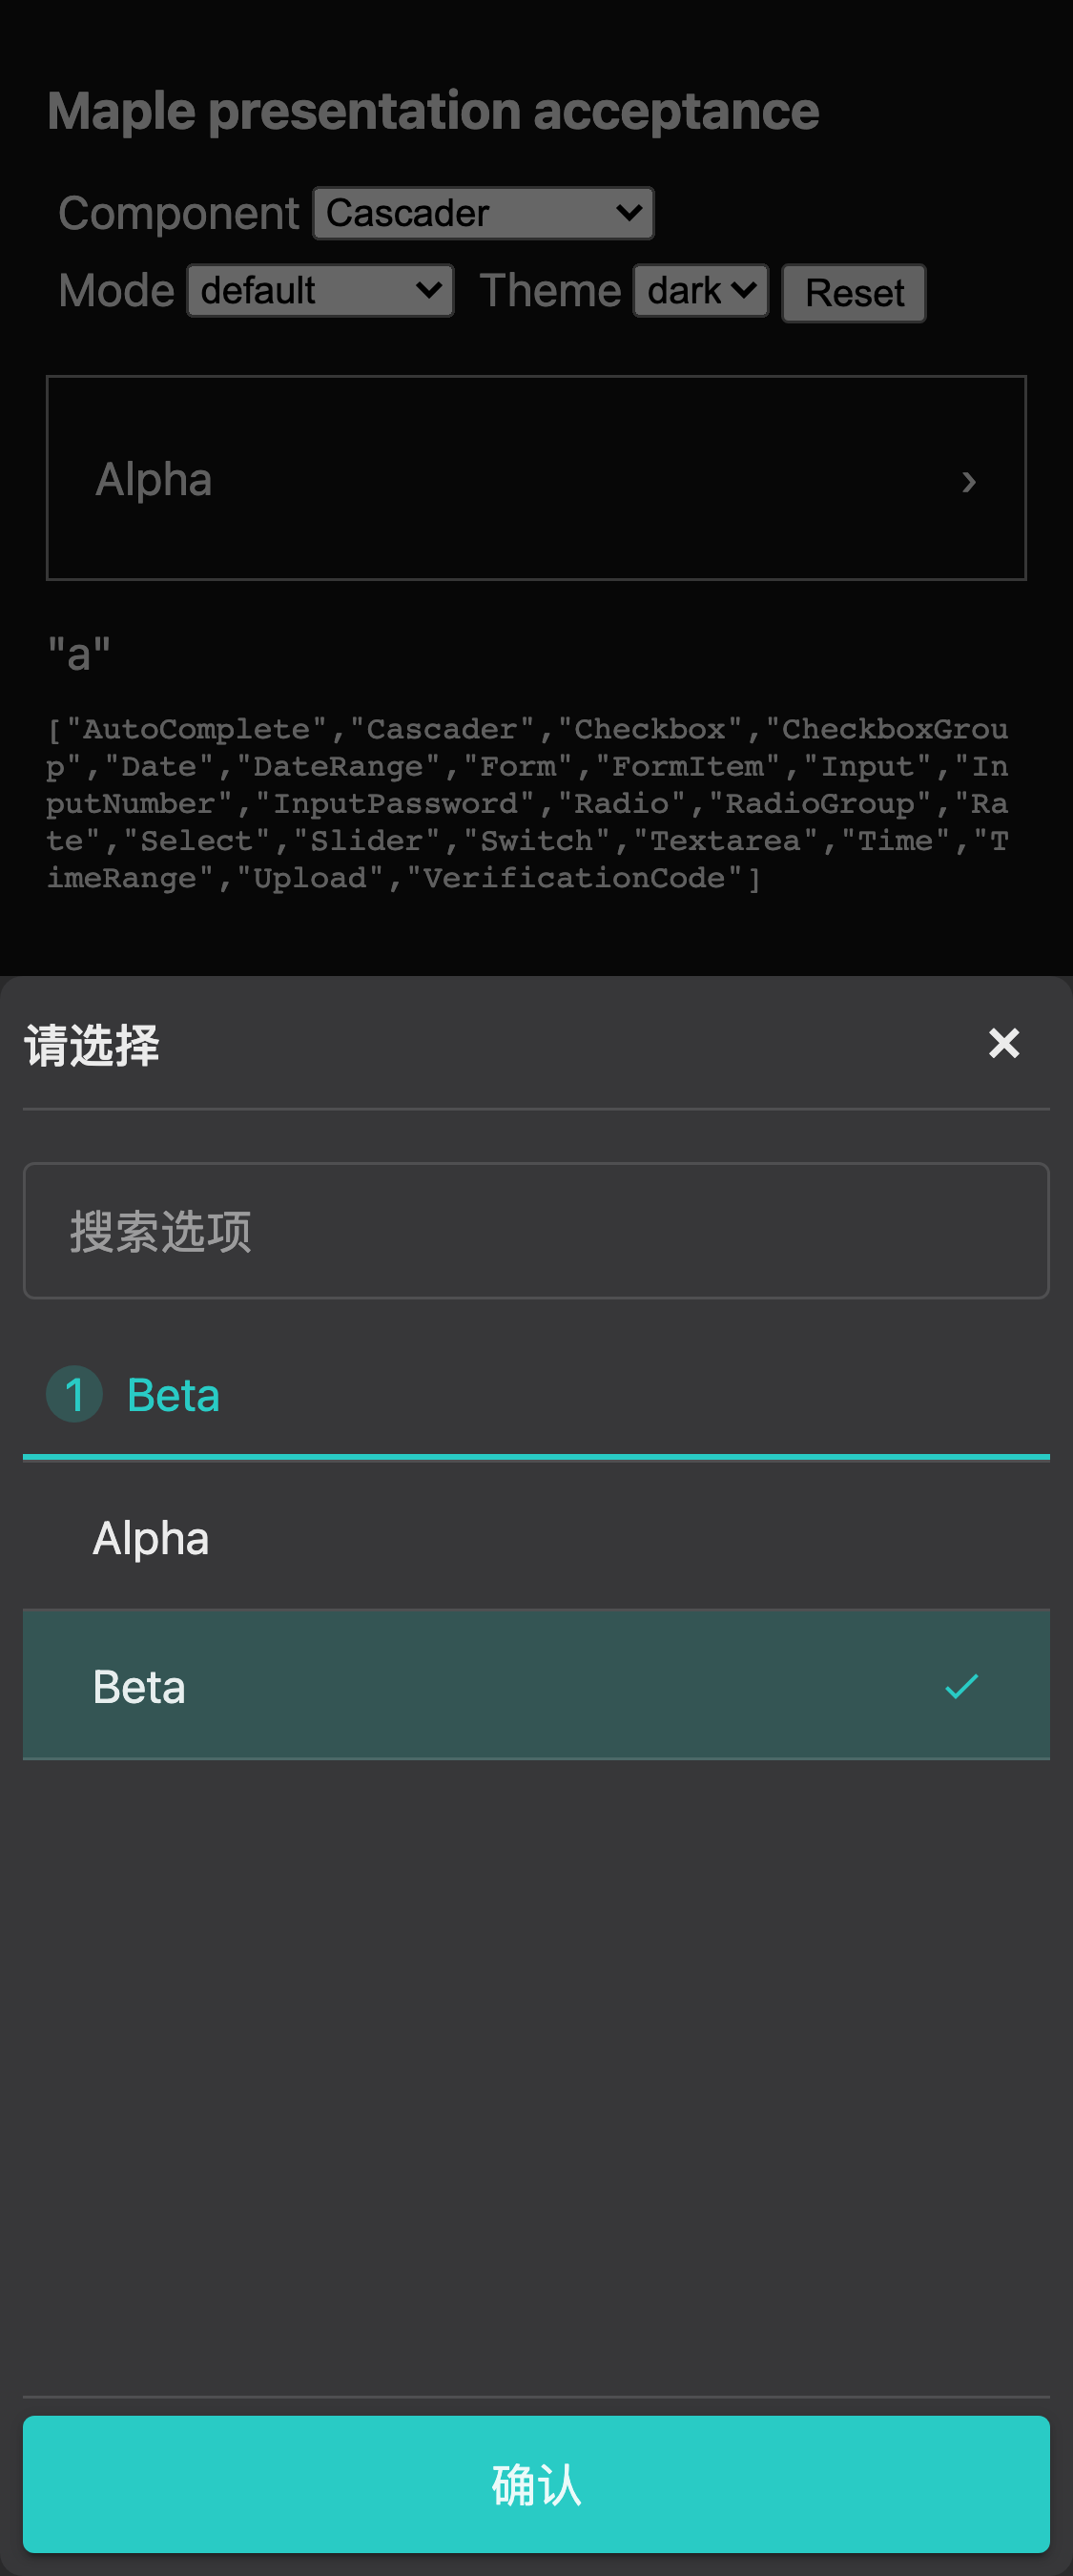 Maple presentation acceptance
Component Cascader
Mode default Theme dark Reset
Alpha ›
"a"
["AutoComplete","Cascader","Checkbox","CheckboxGrou
p","Date","DateRange","Form","FormItem","Input","In
putNumber","InputPassword","Radio","RadioGroup","Ra
te","Select","Slider","Switch","Textarea","Time","T
imeRange","Upload","VerificationCode"]
请选择
搜索选项
1 Beta
Alpha
Beta
确认